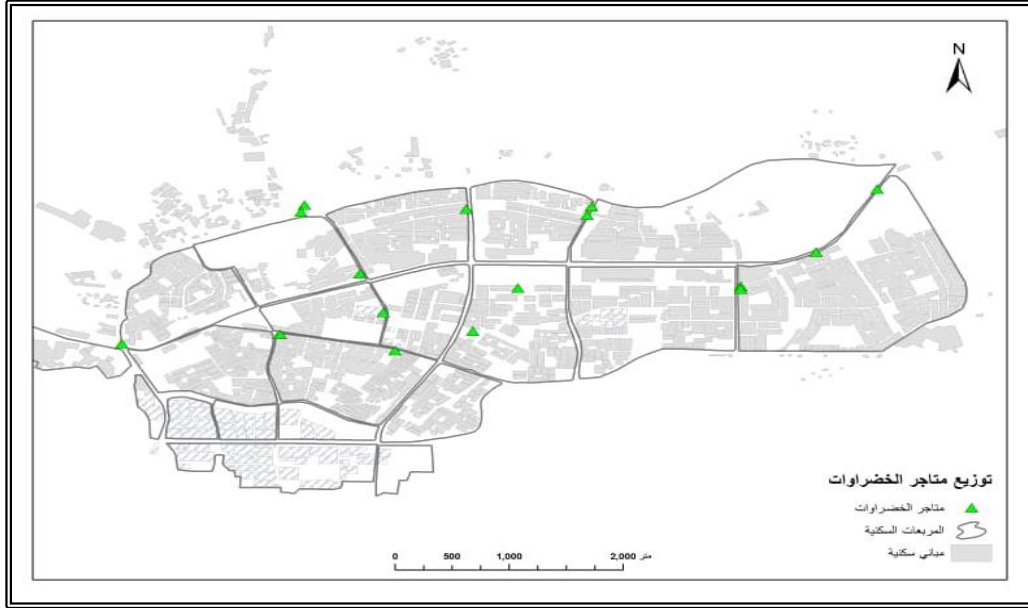 N
توزيع متاجر الخضراوات
متاجر الخضراوات
المربعات السكنية
مباني سكنية
0 500 1,000 2,000 متر